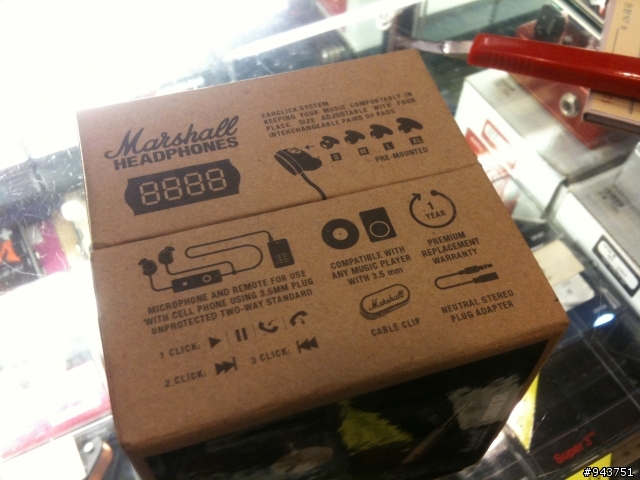 Marshall
HEADPHONES
8888
EARCLICK SYSTEM
KEEPING YOUR MUSIC COMFORTABLY IN
PLACE. SIZE ADJUSTABLE WITH FOUR
INTERCHANGEABLE PAIRS OF PADS
S M L XL
PRE-MOUNTED
MICROPHONE AND REMOTE FOR USE
WITH CELL PHONE USING 3.5MM PLUG
UNPROTECTED TWO-WAY STANDARD
1 CLICK:
2 CLICK:
3 CLICK:
COMPATIBLE WITH
ANY MUSIC PLAYER
WITH 3.5 mm
1
YEAR
PREMIUM
REPLACEMENT
WARRANTY
Marshall
CABLE CLIP
NEUTRAL STEREO
PLUG ADAPTER
#943751